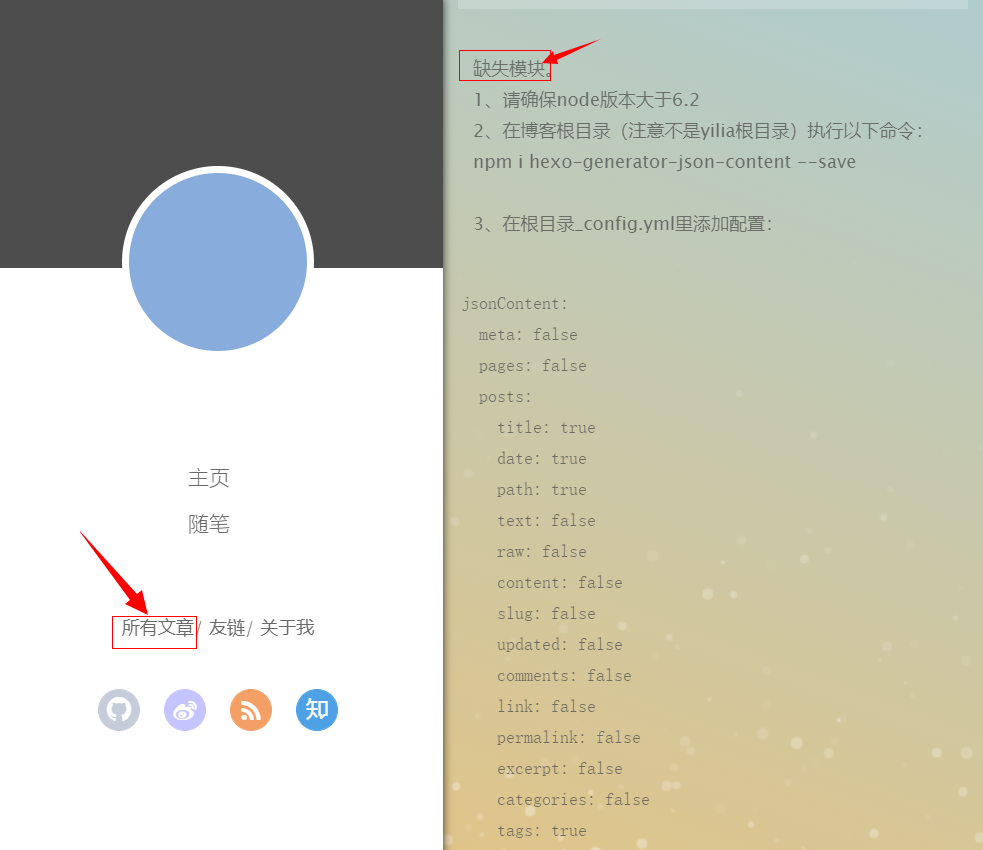 主页
随笔
所有文章/ 友链/ 关于我
知
缺失模块。
1、请确保node版本大于6.2
2、在博客根目录（注意不是yilia根目录）执行以下命令：
npm i hexo-generator-json-content --save
3、在根目录_config.yml里添加配置：
jsonContent:
meta: false
pages: false
posts:
title: true
date: true
path: true
text: false
raw: false
content: false
slug: false
updated: false
comments: false
link: false
permalink: false
excerpt: false
categories: false
tags: true